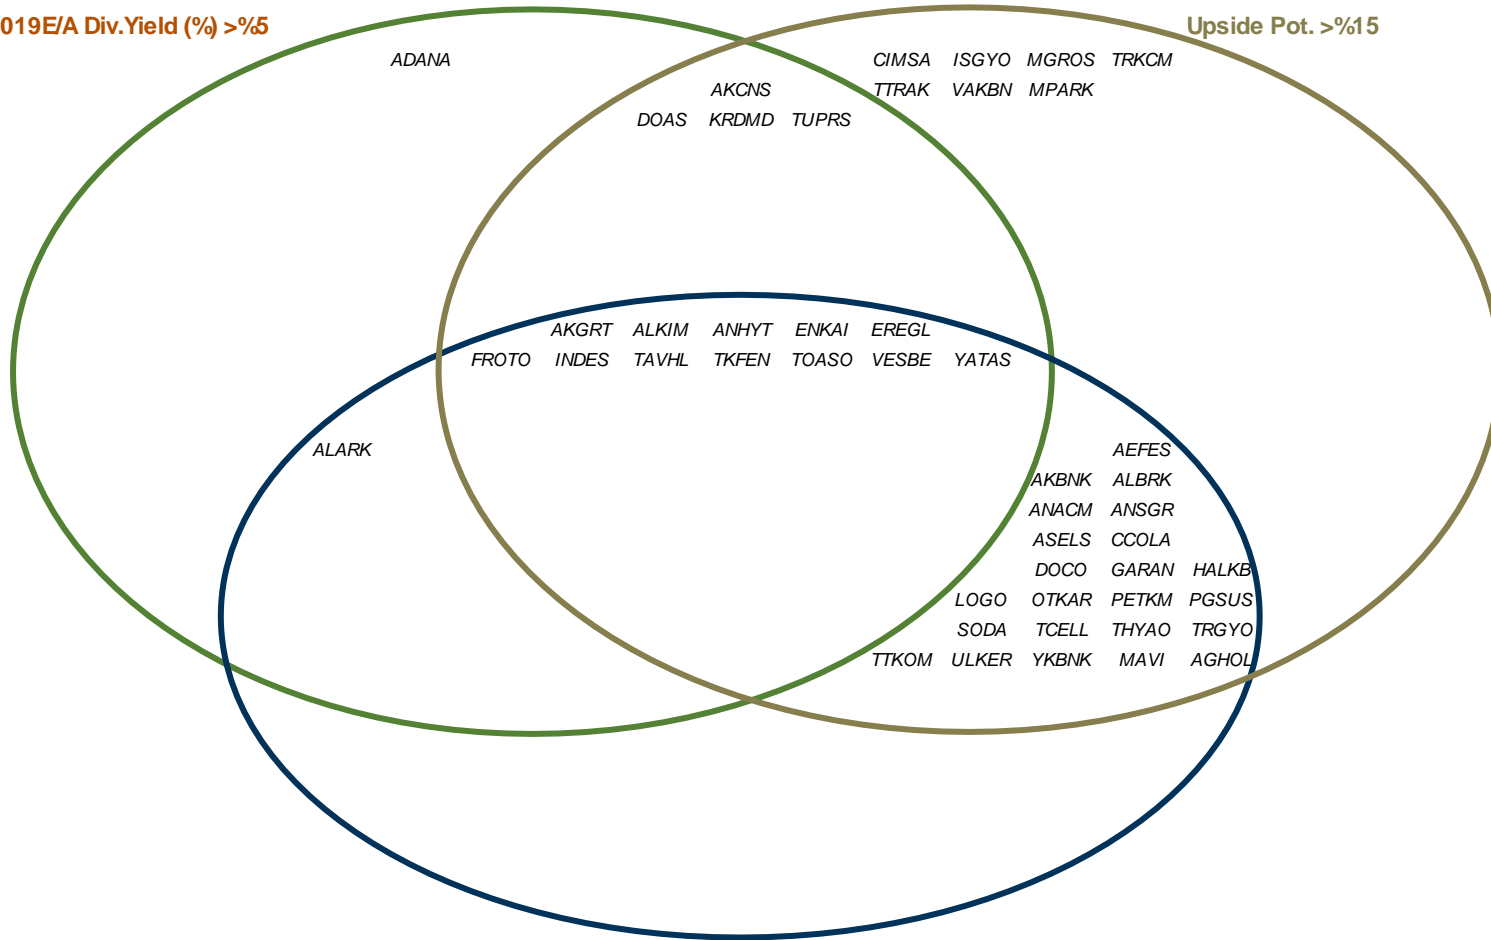 019E/A Div.Yield (%) >%5
Upside Pot. >%15
ADANA
CIMSA ISGYO MGROS TRKCM
AKCNS
TTRAK VAKBN MPARK
DOAS KRDMD TUPRS
AKGRT ALKIM ANHYT ENKAI EREGL
FROTO INDES TAVHL TKFEN TOASO VESBE YATAS
ALARK
AEFES
AKBNK ALBRK
ANACM ANSGR
ASELS CCOLA
DOCO GARAN HALKB
LOGO OTKAR PETKM PGSUS
SODA TCELL THYAO TRGYO
TTKOM ULKER YKBNK MAVI AGHOL